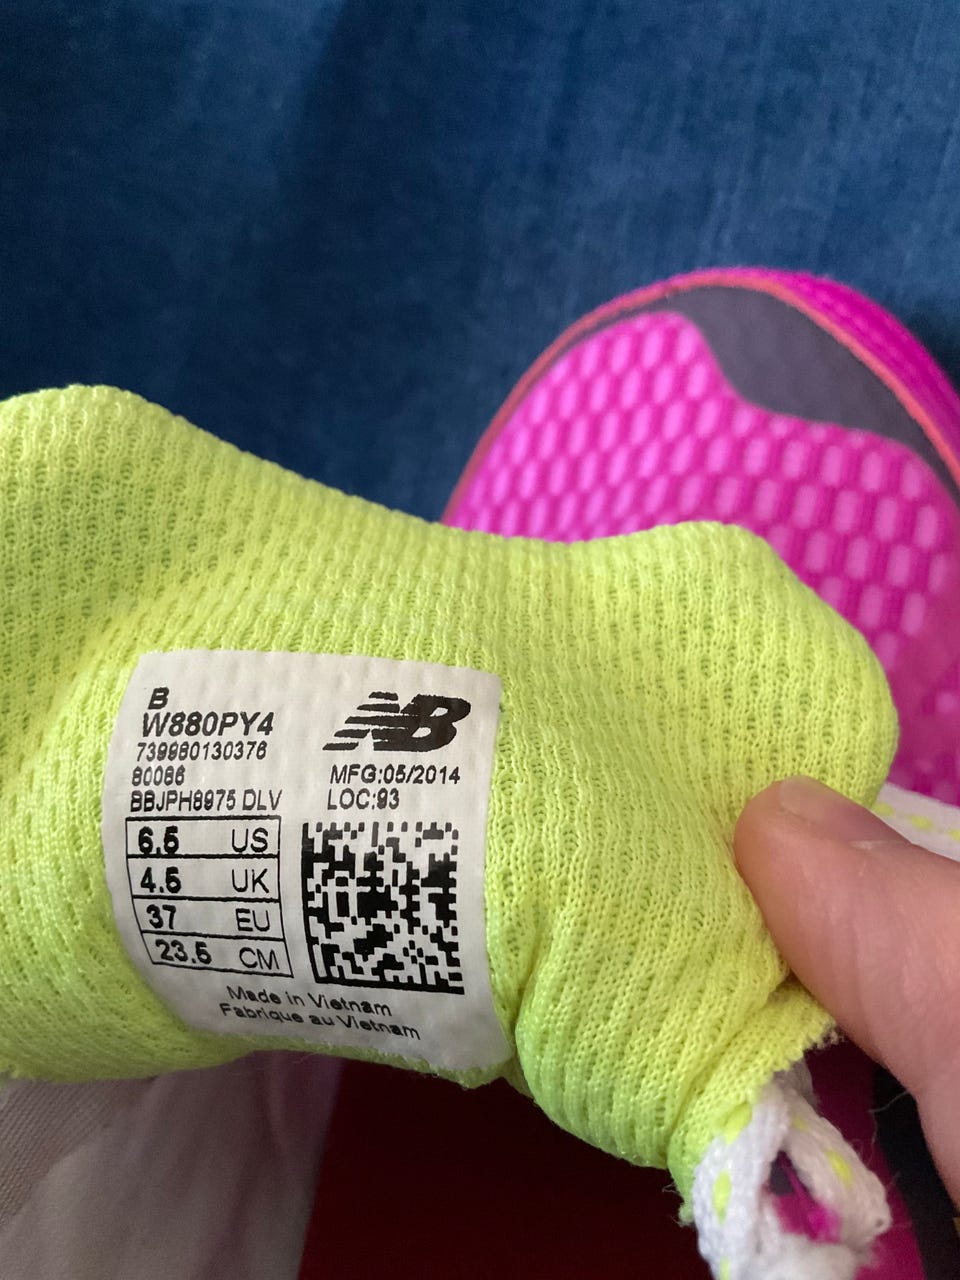 B
W880PY4
739980130376
80086
BBJPH8975 DLV
NB
MFG:05/2014
LOC:93
6.5 US
4.5 UK
37 EU
23.5 CM
Made in Vietnam
Fabrique au Vietnam